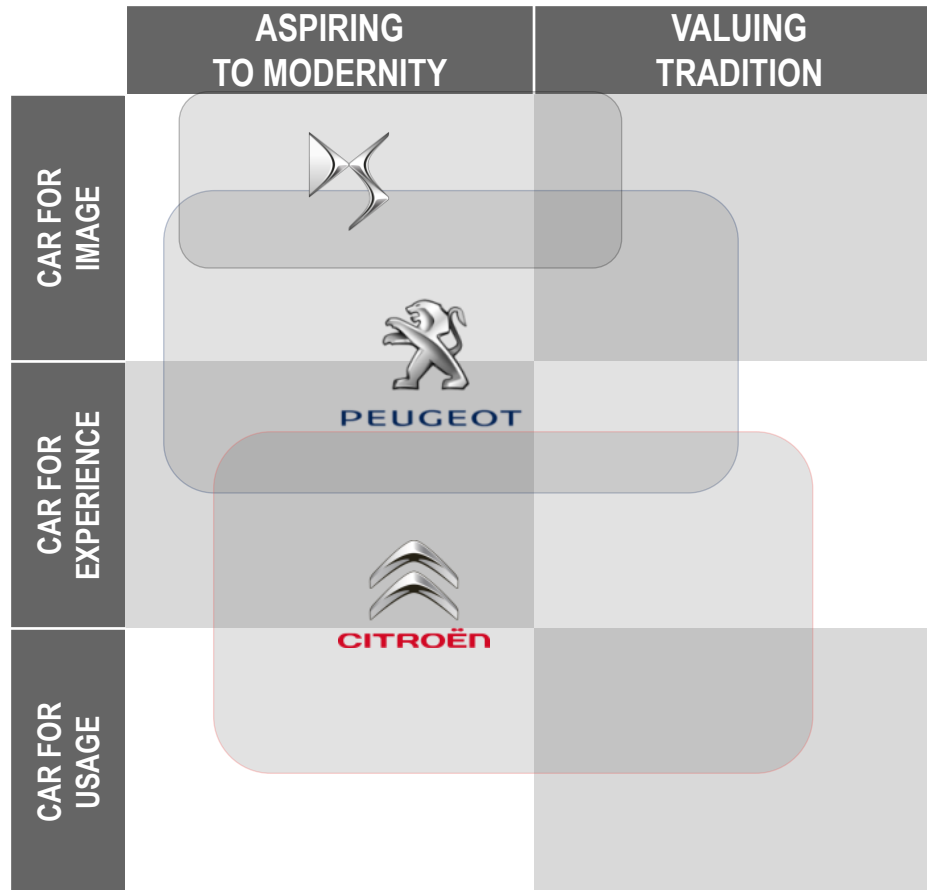 ASPIRING
TO MODERNITY
VALUING
TRADITION
CAR FOR
IMAGE
PEUGEOT
CAR FOR
EXPERIENCE
CITROËN
CAR FOR
USAGE